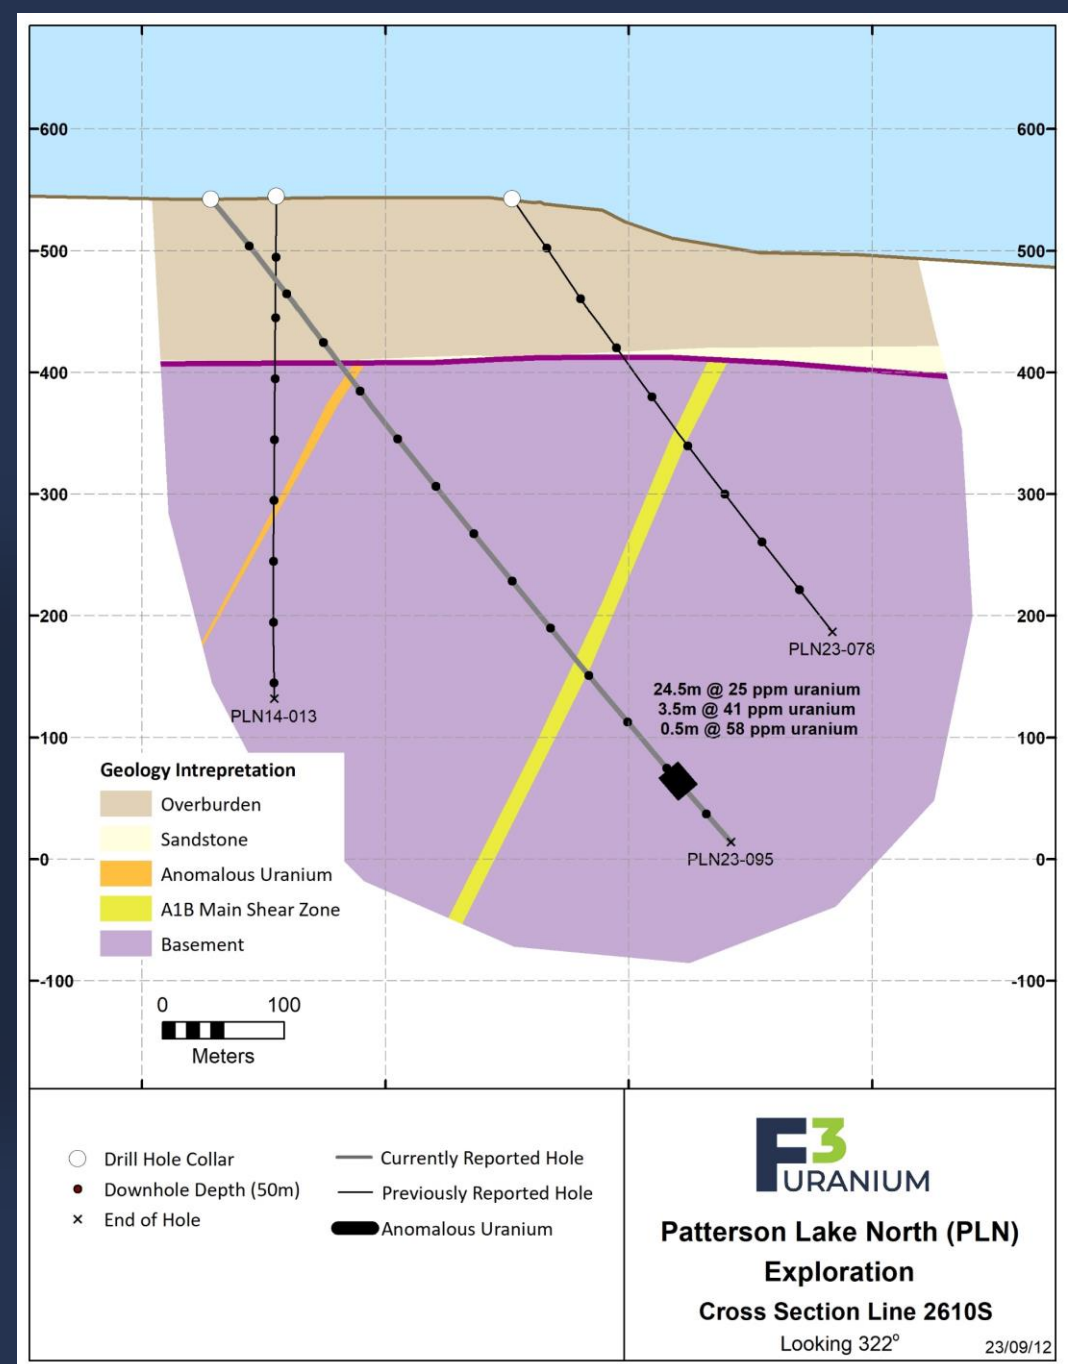 600 600
500 500
400 400
300 300
200 200
PLN23-078
24.5m @ 25 ppm uranium
3.5m @ 41 ppm uranium
0.5m @ 58 ppm uranium
PLN14-013
100 100
Geology Intrepretation
Overburden
Sandstone
Anomalous Uranium
A1B Main Shear Zone
Basement
PLN23-095
0 0
-100 -100
0 100
Meters
Drill Hole Collar
Downhole Depth (50m)
End of Hole
Currently Reported Hole
Previously Reported Hole
Anomalous Uranium
F3
URANIUM
Patterson Lake North (PLN)
Exploration
Cross Section Line 2610S
Looking 322°
23/09/12